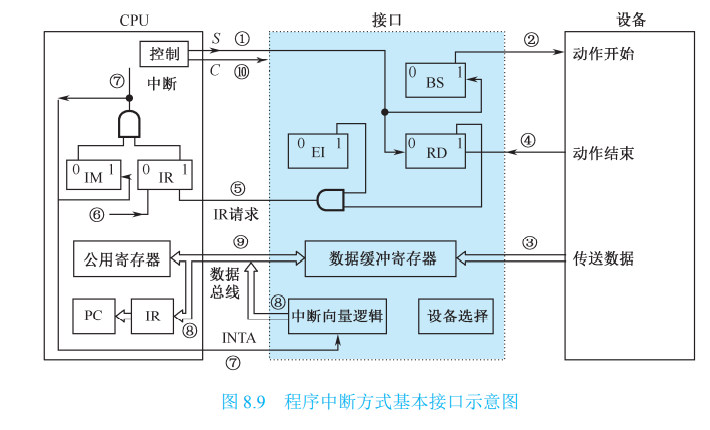 CPU
接口
设备
S
①
②
控制
C
⑩
动作开始
0 1
BS
⑦
中断
0 1
EI
0 1
RD
④
动作结束
0 1
IM
0 1
IR
⑤
⑥
IR请求
公用寄存器
⑨
数据缓冲寄存器
③
传送数据
数据
总线
PC
IR
⑧
⑧
中断向量逻辑
设备选择
INTA
⑦
图 8.9 程序中断方式基本接口示意图